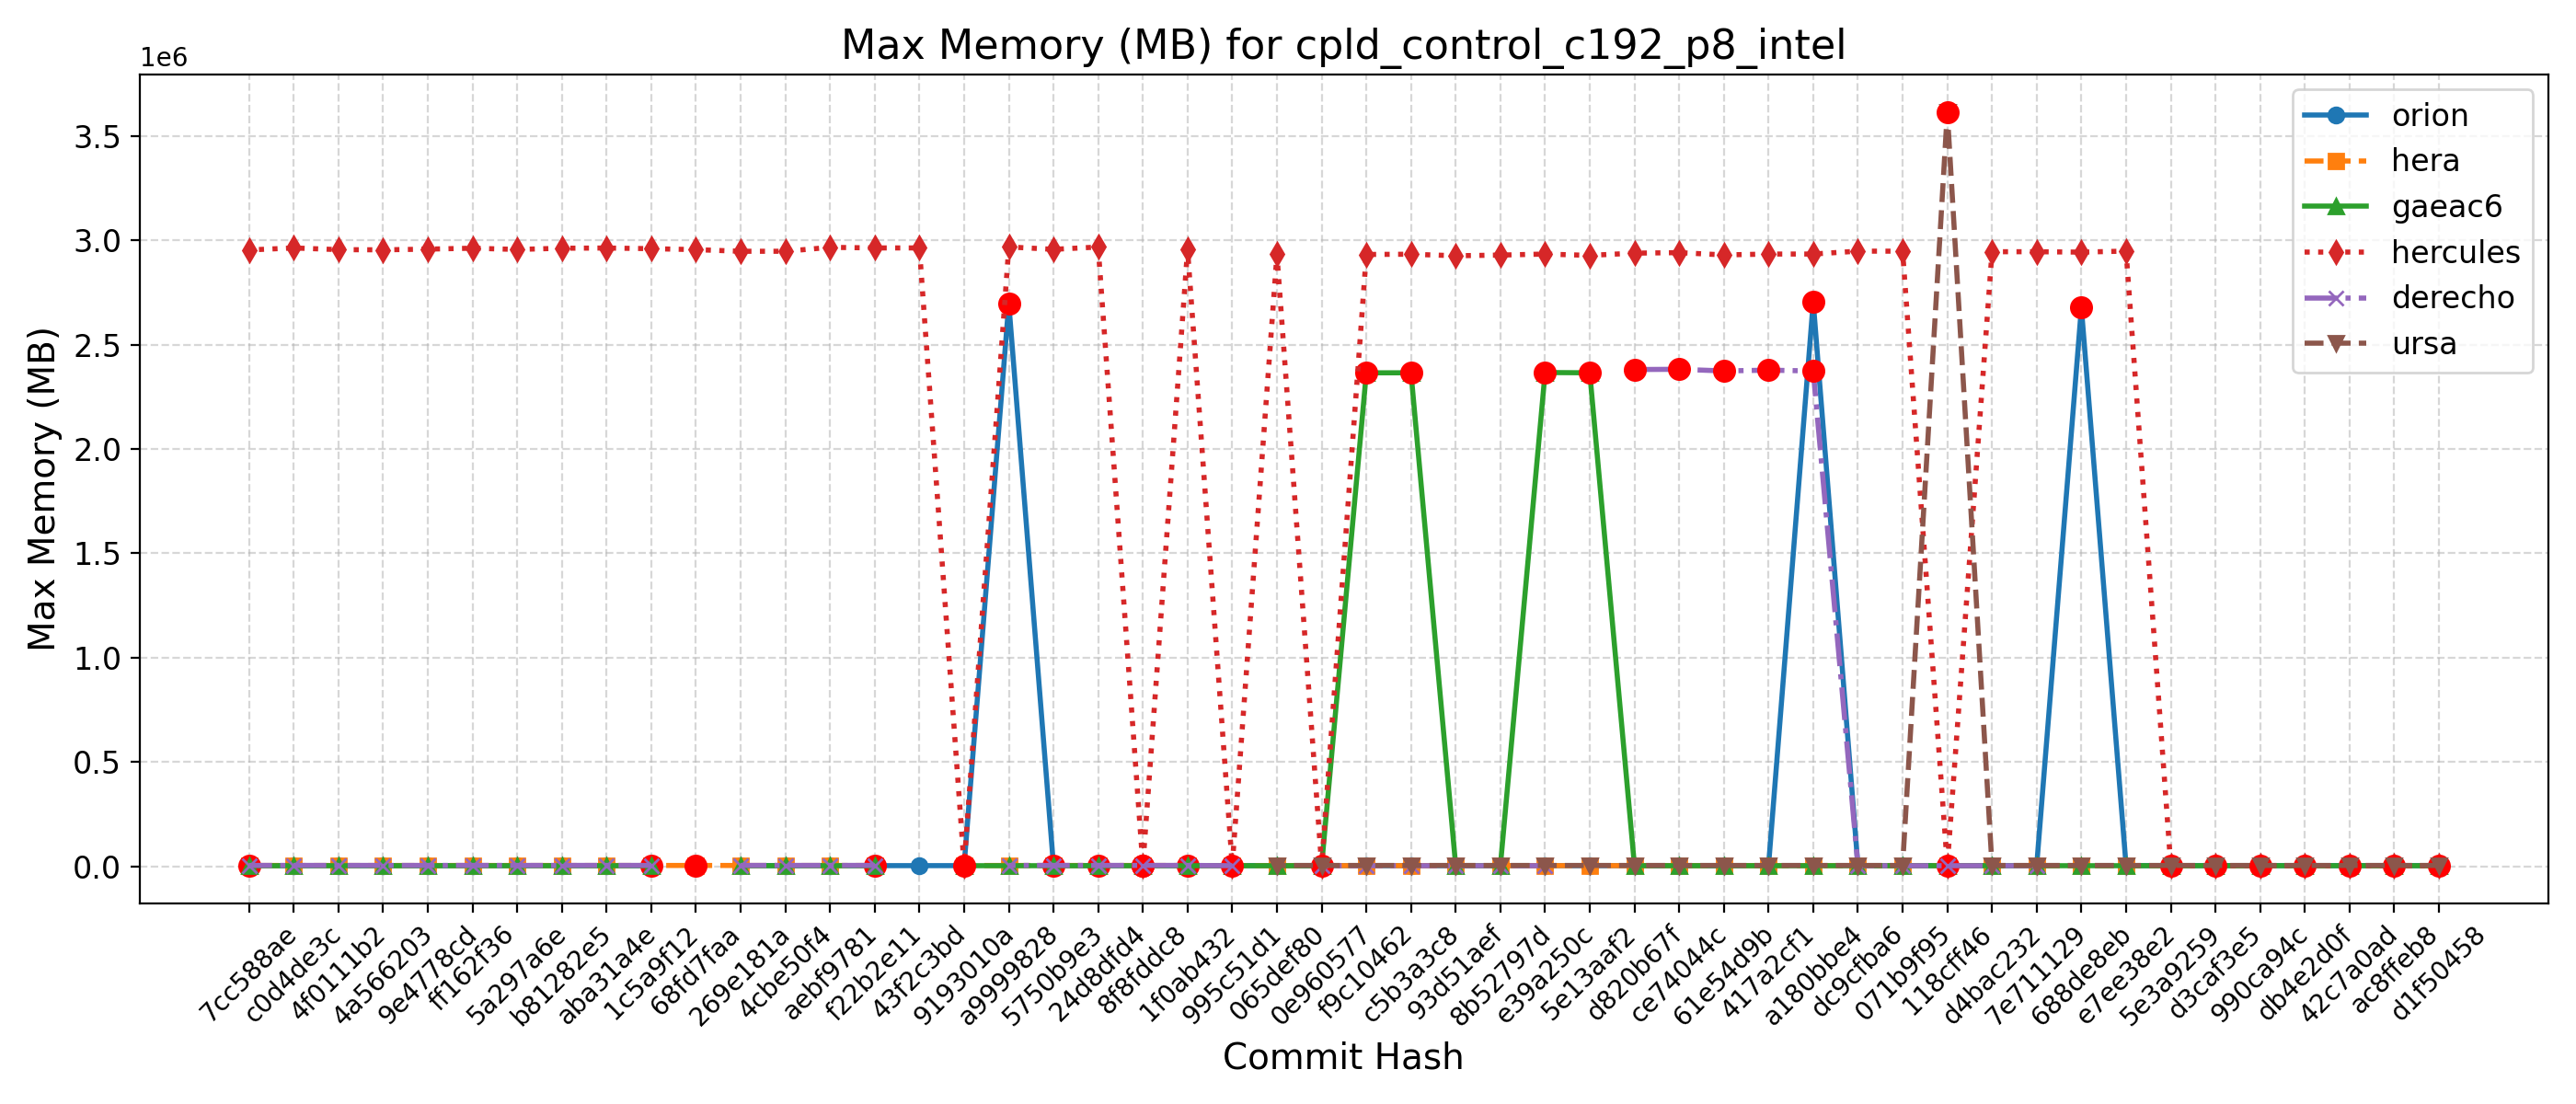 Max Memory (MB) for cpld_control_c192_p8_intel
1e6
3.5
3.0
2.5
2.0
1.5
1.0
0.5
0.0
Max Memory (MB)
orion
hera
gaeac6
hercules
derecho
ursa
7cc588ae
c0d4de3c
4f0111b2
4a566203
9e4778cd
ff162f36
5a297a6e
b81282e5
aba31a4e
1c5a9f12
68fd7faa
269e181a
4cbe50f4
aebf9781
f22b2e11
43f2c3bd
9193010a
a9999828
5750b9e3
24d8dfd4
8f8fddc8
1f0ab432
995c51d1
065def80
0e960577
f9c10462
c5b3a3c8
93d51aef
8b52797d
e39a250c
5e13aaf2
d820b67f
ce74044c
61e54d9b
417a2cf1
a180bbe4
dc9cfba6
071b9f95
118cff46
d4bac232
7e711129
688de8eb
e7ee38e2
5e3a9259
d3caf3e5
990ca94c
db4e2d0f
42c7a0ad
ac8ffeb8
d1f50458
Commit Hash